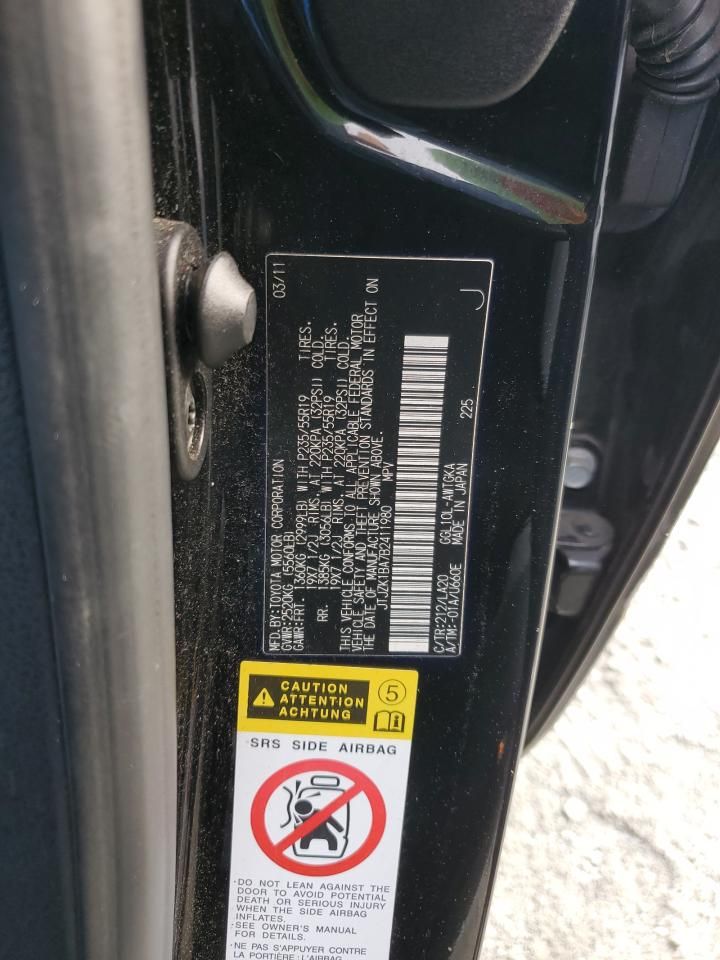 MFD.BY:TOYOTA MOTOR CORPORATION 03/11
GVWR:2520KG (5560LB)
GAWR:FRT. 1360KG (2999LB) WITH P235/55R19 TIRES.
19X7 1/2J RIMS, AT 220KPA (32PSI) COLD.
RR. 1385KG (3056LB) WITH P235/55R19 TIRES.
19X7 1/2J RIMS, AT 220KPA (32PSI) COLD.
THIS VEHICLE CONFORMS TO ALL APPLICABLE FEDERAL MOTOR
VEHICLE SAFETY AND THEFT PREVENTION STANDARDS IN EFFECT ON
THE DATE OF MANUFACTURE SHOWN ABOVE.
JTJZK1BA7B2411980 MPV
C/TR:212/LA20 GGL10L-AWAGKA 225
A/TM:-01A/U660E MADE IN JAPAN
J
CAUTION
ATTENTION
ACHTUNG
5
SRS SIDE AIRBAG
·DO NOT LEAN AGAINST THE
DOOR TO AVOID POTENTIAL
DEATH OR SERIOUS INJURY
WHEN THE SIDE AIRBAG
INFLATES.
·SEE OWNER'S MANUAL
FOR DETAILS.
·NE PAS S'APPUYER CONTRE
LA PORTIÈRE; L'AIRBAG